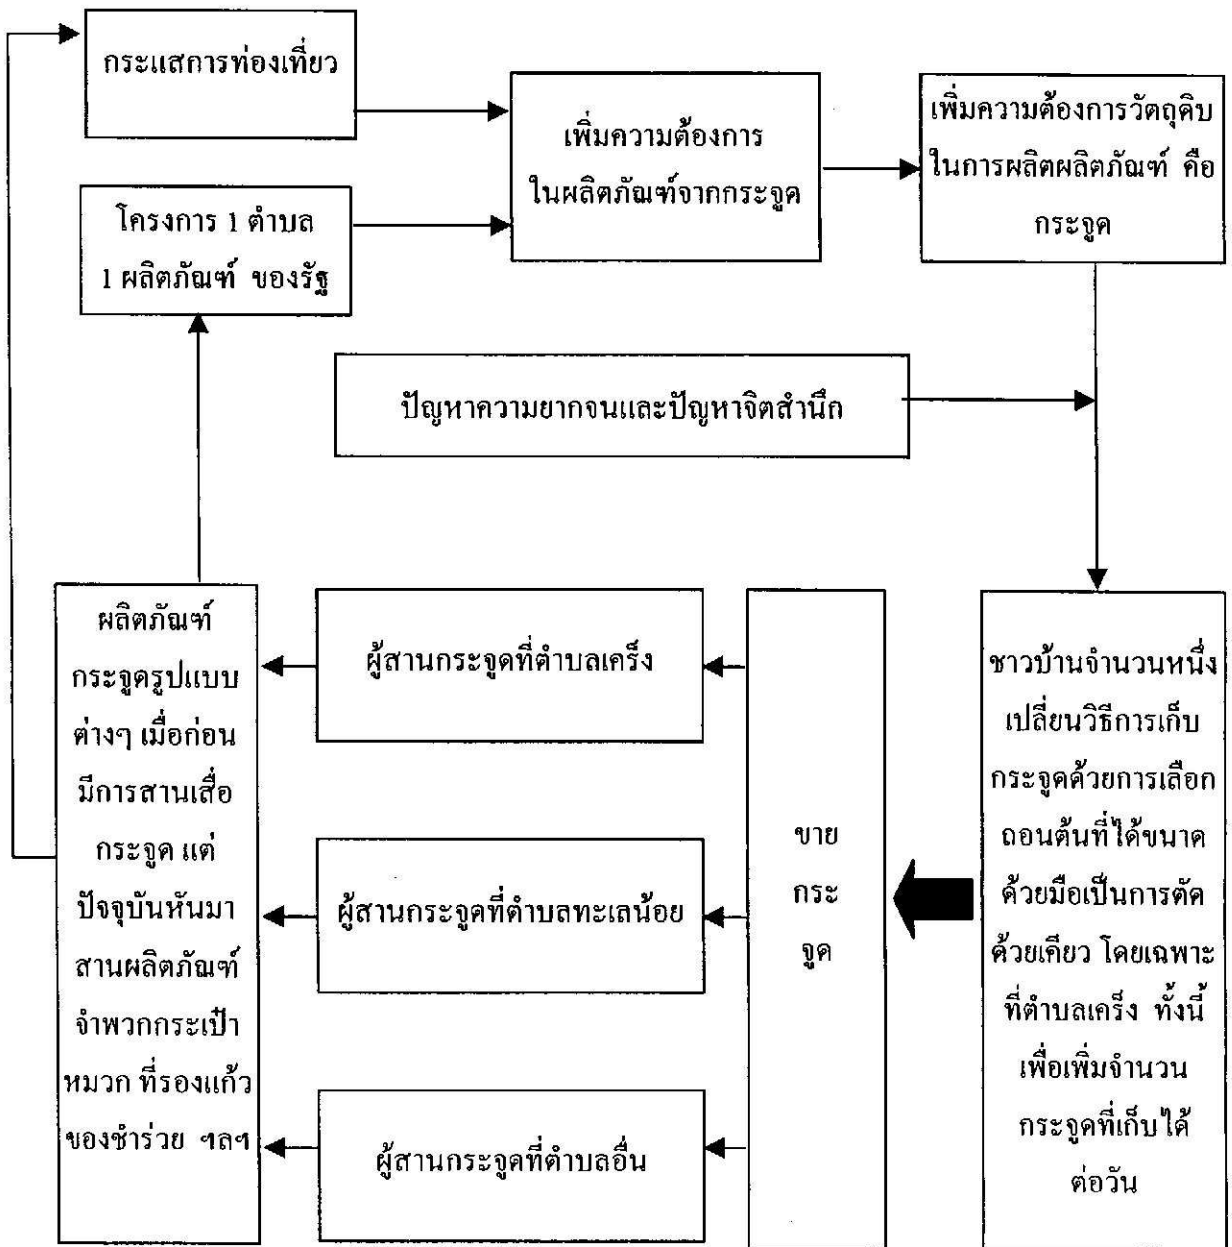 กระแสการท่องเที่ยว
เพิ่มความต้องการ
ในผลิตภัณฑ์จากกระจูด
เพิ่มความต้องการวัตถุดิบ
ในการผลิตผลิตภัณฑ์ คือ
กระจูด
โครงการ 1 ตำบล
1 ผลิตภัณฑ์ ของรัฐ
ปัญหาความยากจนและปัญหาจิตสำนึก
ผลิตภัณฑ์
กระจูดรูปแบบ
ต่างๆ เมื่อก่อน
มีการสานเสื่อ
กระจูด แต่
ปัจจุบันหันมา
สานผลิตภัณฑ์
จำพวกกระเป๋า
หมวก ที่รองแก้ว
ของชำร่วย ฯลฯ
ผู้สานกระจูดที่ตำบลเคร็ง
ผู้สานกระจูดที่ตำบลทะเลน้อย
ผู้สานกระจูดที่ตำบลอื่น
ขาย
กระ
จูด
ชาวบ้านจำนวนหนึ่ง
เปลี่ยนวิธีการเก็บ
กระจูดด้วยการเลือก
ถอนต้นที่ได้ขนาด
ด้วยมือเป็นการตัด
ด้วยเคียว โดยเฉพาะ
ที่ตำบลเคร็ง ทั้งนี้
เพื่อเพิ่มจำนวน
กระจูดที่เก็บได้
ต่อวัน